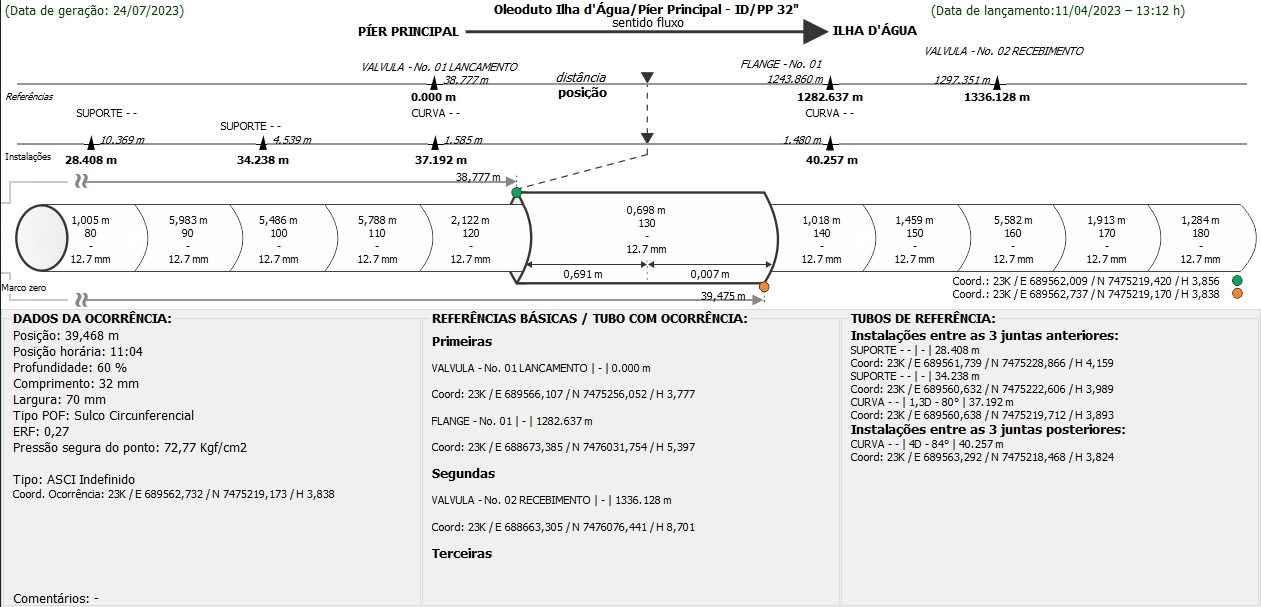 (Data de geração: 24/07/2023)
Oleoduto Ilha d'Água/Píer Principal - ID/PP 32"
(Data de lançamento:11/04/2023 – 13:12 h)
sentido fluxo
PÍER PRINCIPAL
ILHA D'ÁGUA
VALVULA - No. 02 RECEBIMENTO
VALVULA - No. 01 LANCAMENTO
FLANGE - No. 01
38.777 m
distância
1243.860 m
1297.351 m
Referências
0.000 m
posição
1282.637 m
1336.128 m
SUPORTE - -
CURVA - -
CURVA - -
SUPORTE - -
10.369 m
4.539 m
1.585 m
1.480 m
Instalações
28.408 m
34.238 m
37.192 m
40.257 m
38,777 m
1,005 m
80
-
12.7 mm
5,983 m
90
-
12.7 mm
5,486 m
100
-
12.7 mm
5,788 m
110
-
12.7 mm
2,122 m
120
-
12.7 mm
0,698 m
130
-
12.7 mm
0,691 m
0,007 m
1,018 m
140
-
12.7 mm
1,459 m
150
-
12.7 mm
5,582 m
160
-
12.7 mm
1,913 m
170
-
12.7 mm
1,284 m
180
-
12.7 mm
Marco zero
39,475 m
Coord.: 23K / E 689562,009 / N 7475219,420 / H 3,856
Coord.: 23K / E 689562,737 / N 7475219,170 / H 3,838
DADOS DA OCORRÊNCIA:
Posição: 39,468 m
Posição horária: 11:04
Profundidade: 60 %
Comprimento: 32 mm
Largura: 70 mm
Tipo POF: Sulco Circunferencial
ERF: 0,27
Pressão segura do ponto: 72,77 Kgf/cm2
Tipo: ASCI Indefinido
Coord. Ocorrência: 23K / E 689562,732 / N 7475219,173 / H 3,838
Comentários: -
REFERÊNCIAS BÁSICAS / TUBO COM OCORRÊNCIA:
Primeiras
VALVULA - No. 01 LANCAMENTO | - | 0.000 m
Coord: 23K / E 689566,107 / N 7475256,052 / H 3,777
FLANGE - No. 01 | - | 1282.637 m
Coord: 23K / E 688673,385 / N 7476031,754 / H 5,397
Segundas
VALVULA - No. 02 RECEBIMENTO | - | 1336.128 m
Coord: 23K / E 688663,305 / N 7476076,441 / H 8,701
Terceiras
TUBOS DE REFERÊNCIA:
Instalações entre as 3 juntas anteriores:
SUPORTE - - | - | 28.408 m
Coord: 23K / E 689561,739 / N 7475228,866 / H 4,159
SUPORTE - - | - | 34.238 m
Coord: 23K / E 689560,632 / N 7475222,606 / H 3,989
CURVA - - | 1,3D - 80° | 37.192 m
Coord: 23K / E 689560,638 / N 7475219,712 / H 3,893
Instalações entre as 3 juntas posteriores:
CURVA - - | 4D - 84° | 40.257 m
Coord: 23K / E 689563,292 / N 7475218,468 / H 3,824